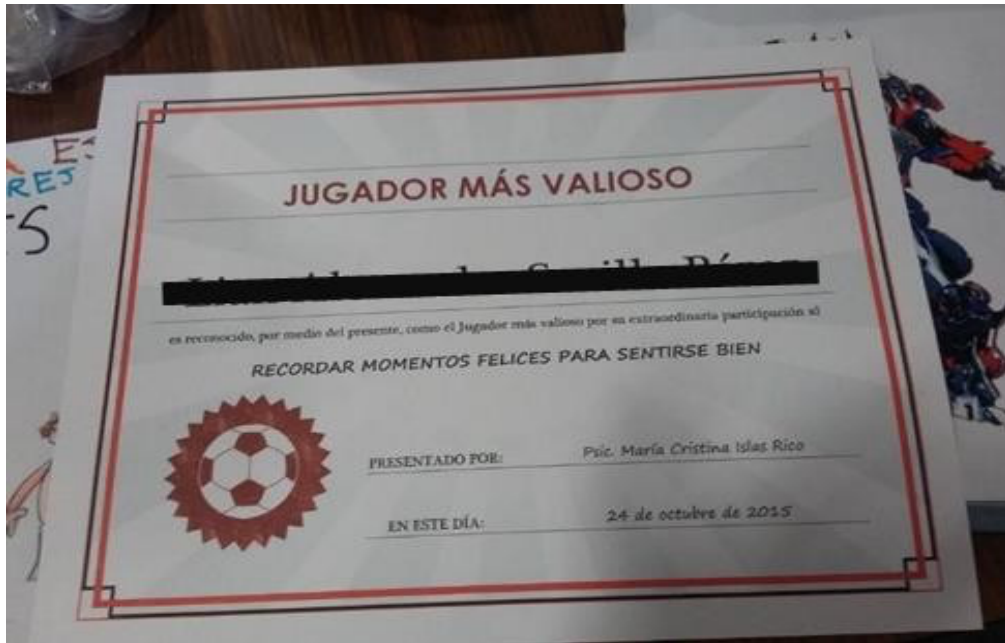 JUGADOR MÁS VALIOSO
es reconocido, por medio del presente, como el Jugador más valioso por su extraordinaria participación al
RECORDAR MOMENTOS FELICES PARA SENTIRSE BIEN
PRESENTADO POR: Psic. María Cristina Islas Rico
EN ESTE DÍA: 24 de octubre de 2015